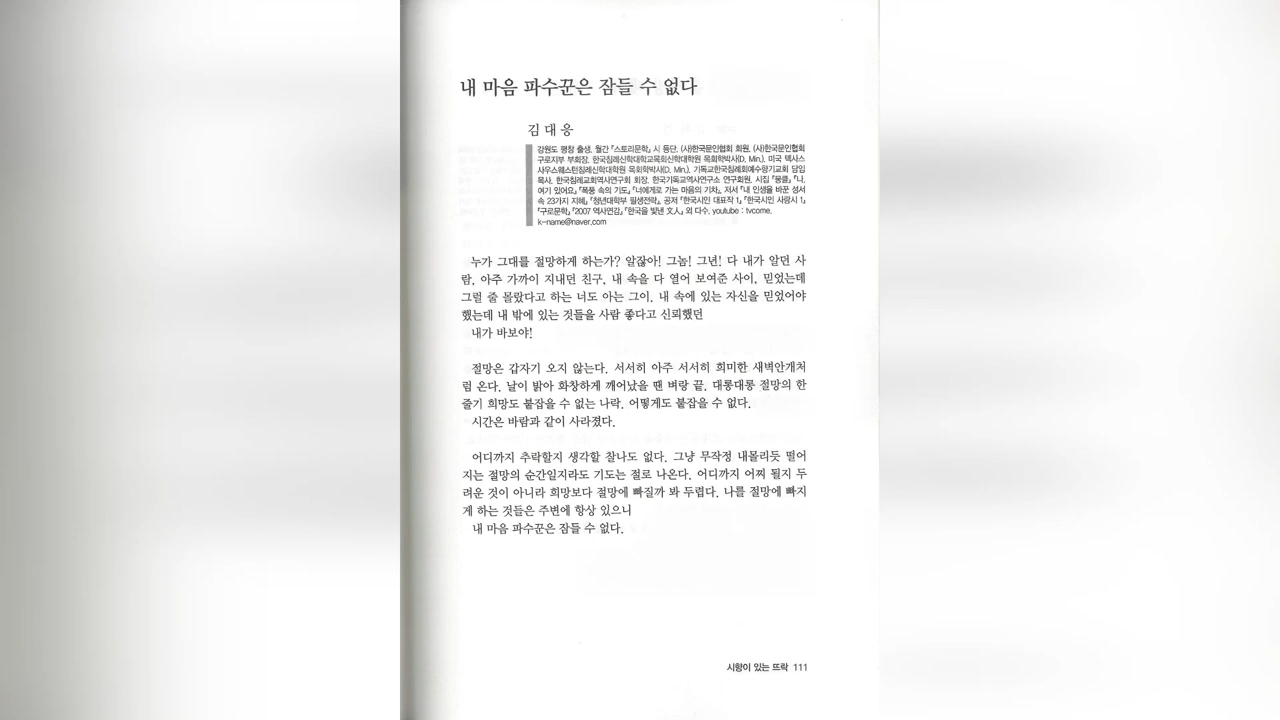 내 마음 파수꾼은 잠들 수 없다
김 대 응
강원도 평창 출생. 월간 『스토리문학』 시 등단. (사)한국문인협회 회원. (사)한국문인협회
구로지부 부회장. 한국침례신학대학교목회신학대학원 목회학박사(D. Min.). 미국 텍사스
사우스웨스턴침례신학대학원 목회학박사(D. Min.). 기독교한국침례회예수향기교회 담임
목사. 한국침례교회역사연구회 회장. 한국기독교역사연구소 연구회원. 시집 『뭉클』 『나,
여기 있어요』 『폭풍 속의 기도』 『너에게로 가는 마음의 기차』. 저서 『내 인생을 바꾼 성서
속 23가지 지혜』 『청년대학부 필생전략』. 공저 『한국시인 대표작 1』 『한국시인 사랑시 1』
『구로문학』 『2007 역사연감』 『한국을 빛낸 文人』 외 다수. youtube : tvcome.
k-name@naver.com
누가 그대를 절망하게 하는가? 알잖아! 그놈! 그년! 다 내가 알던 사
람. 아주 가까이 지내던 친구, 내 속을 다 열어 보여준 사이, 믿었는데
그럴 줄 몰랐다고 하는 너도 아는 그이. 내 속에 있는 자신을 믿었어야
했는데 내 밖에 있는 것들을 사람 좋다고 신뢰했던
내가 바보야!
절망은 갑자기 오지 않는다. 서서히 아주 서서히 희미한 새벽안개처
럼 온다. 날이 밝아 화창하게 깨어났을 땐 벼랑 끝. 대롱대롱 절망의 한
줄기 희망도 붙잡을 수 없는 나락. 어떻게도 붙잡을 수 없다.
시간은 바람과 같이 사라졌다.
어디까지 추락할지 생각할 찰나도 없다. 그냥 무작정 내몰리듯 떨어
지는 절망의 순간일지라도 기도는 절로 나온다. 어디까지 어찌 될지 두
려운 것이 아니라 희망보다 절망에 빠질까 봐 두렵다. 나를 절망에 빠지
게 하는 것들은 주변에 항상 있으니
내 마음 파수꾼은 잠들 수 없다.
시향이 있는 뜨락 111